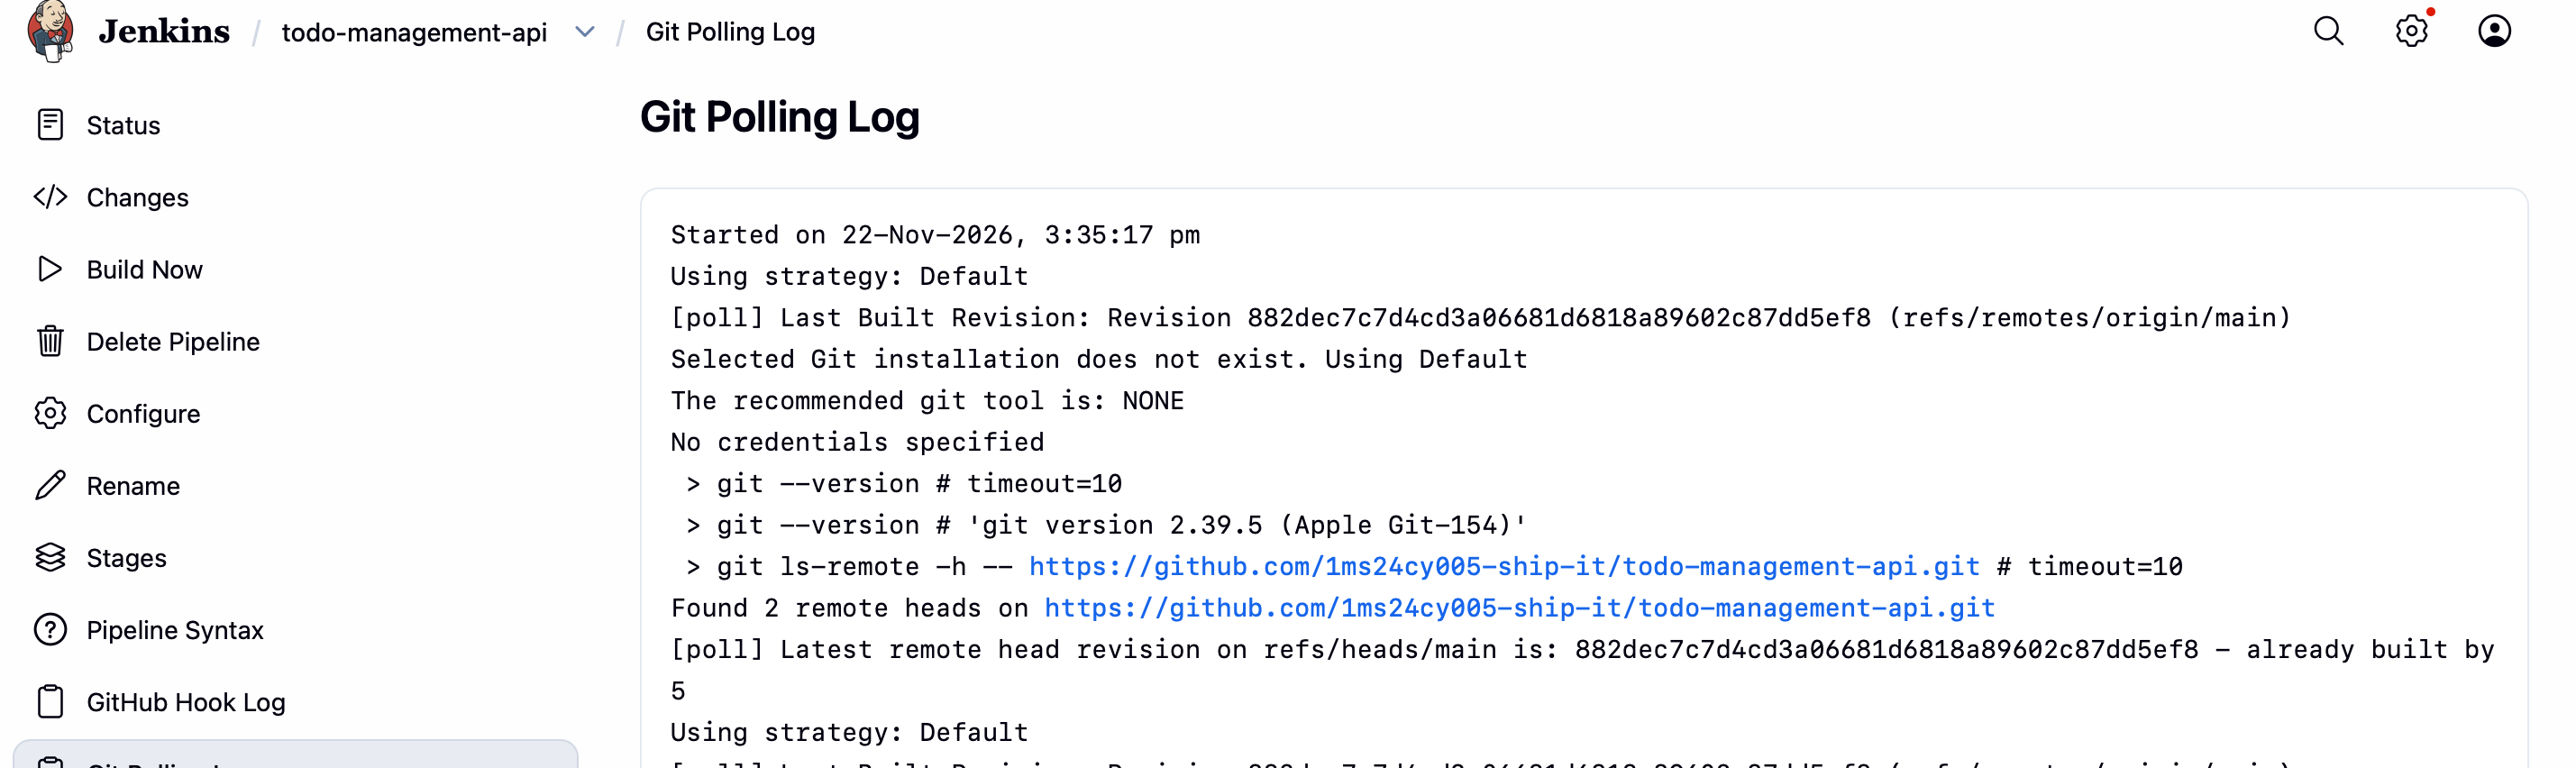 Jenkins / todo-management-api / Git Polling Log
Status
Changes
Build Now
Delete Pipeline
Configure
Rename
Stages
Pipeline Syntax
GitHub Hook Log
Git Polling Log
Started on 22-Nov-2026, 3:35:17 pm
Using strategy: Default
[poll] Last Built Revision: Revision 882dec7c7d4cd3a06681d6818a89602c87dd5ef8 (refs/remotes/origin/main)
Selected Git installation does not exist. Using Default
The recommended git tool is: NONE
No credentials specified
 > git --version # timeout=10
 > git --version # 'git version 2.39.5 (Apple Git-154)'
 > git ls-remote -h -- https://github.com/1ms24cy005-ship-it/todo-management-api.git # timeout=10
Found 2 remote heads on https://github.com/1ms24cy005-ship-it/todo-management-api.git
[poll] Latest remote head revision on refs/heads/main is: 882dec7c7d4cd3a06681d6818a89602c87dd5ef8 - already built by
5
Using strategy: Default